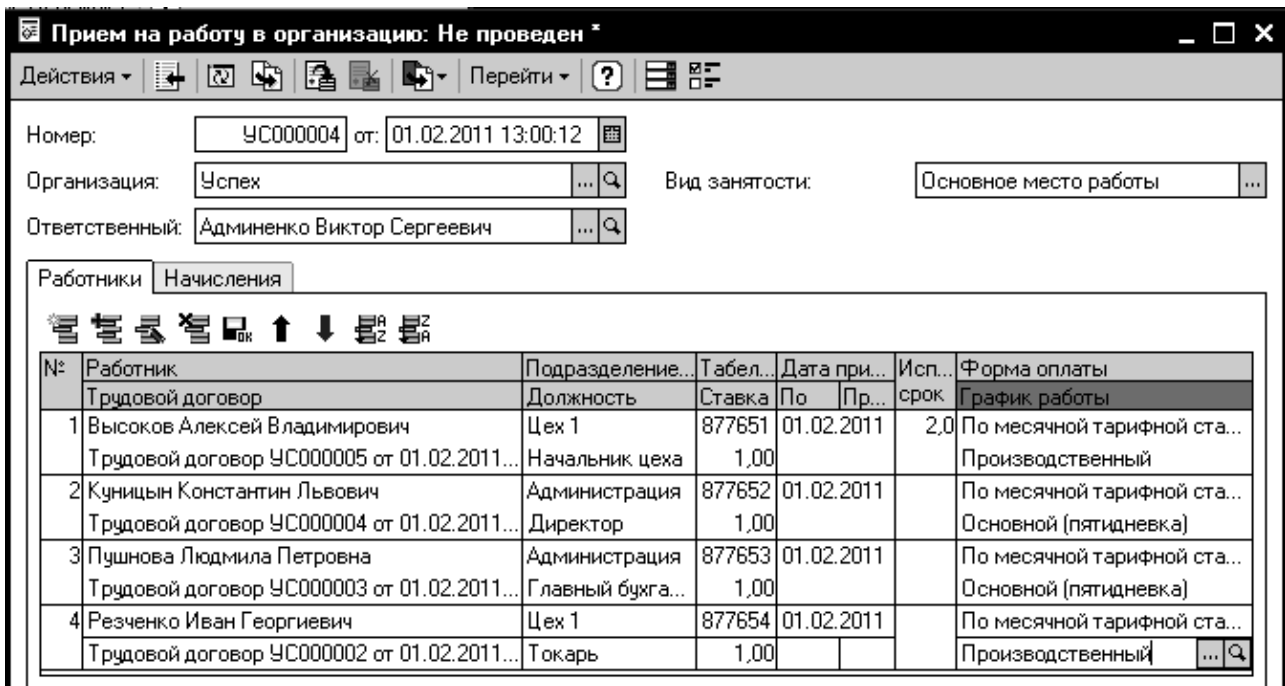 Прием на работу в организацию: Не проведен *
Действия Перейти ?
Номер: УС000004 от: 01.02.2011 13:00:12
Организация: Успех ... Вид занятости: Основное место работы ...
Ответственный: Админенко Виктор Сергеевич ...
Работники Начисления
№ Работник Подразделение... Табел... Дата при... Исп... Форма оплаты
Трудовой договор Должность Ставка По Пр... срок График работы
1 Высоков Алексей Владимирович Цех 1 877651 01.02.2011 2,0 По месячной тарифной ста...
Трудовой договор УС000005 от 01.02.2011... Начальник цеха 1,00 Производственный
2 Куницын Константин Львович Администрация 877652 01.02.2011 По месячной тарифной ста...
Трудовой договор УС000004 от 01.02.2011... Директор 1,00 Основной (пятидневка)
3 Пушнова Людмила Петровна Администрация 877653 01.02.2011 По месячной тарифной ста...
Трудовой договор УС000003 от 01.02.2011... Главный бухга... 1,00 Основной (пятидневка)
4 Резченко Иван Георгиевич Цех 1 877654 01.02.2011 По месячной тарифной ста...
Трудовой договор УС000002 от 01.02.2011... Токарь 1,00 Производственный ...